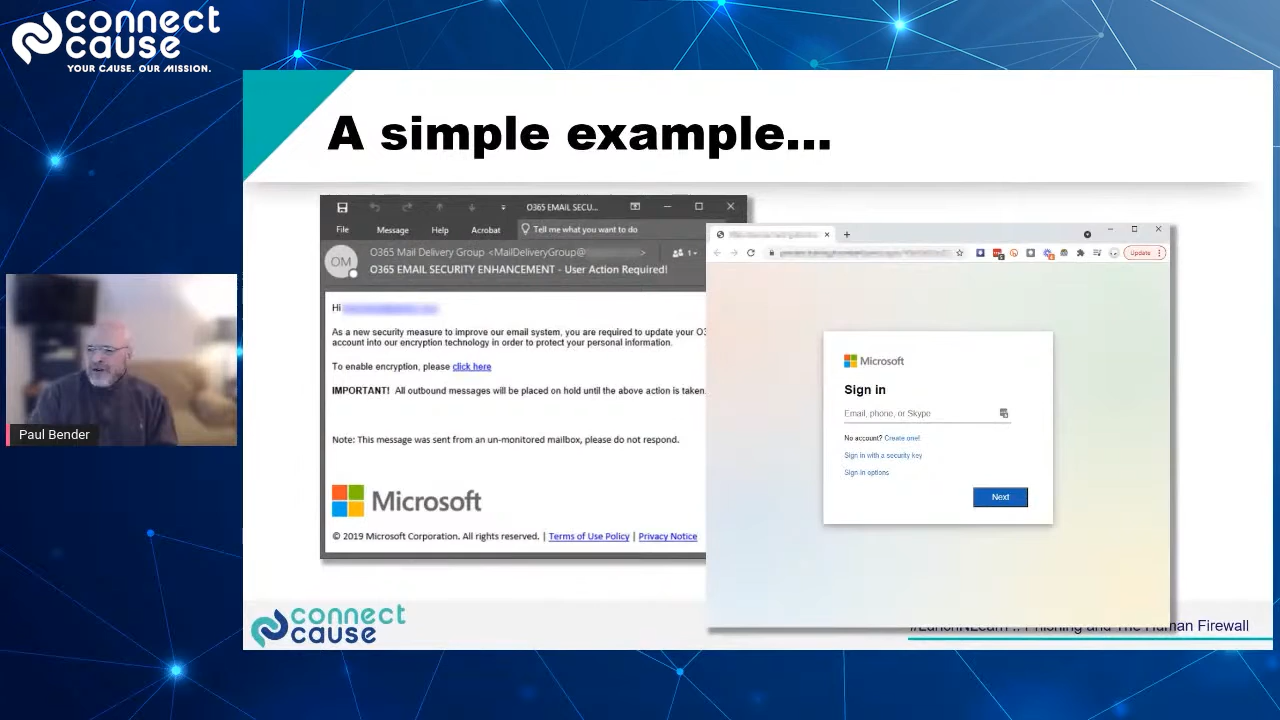 connect
cause
YOUR CAUSE. OUR MISSION.
A simple example...
O365 EMAIL SECU...
File Message Help Acrobat Tell me what you want to do
OM
O365 Mail Delivery Group <MailDeliveryGroup@
1
O365 EMAIL SECURITY ENHANCEMENT - User Action Required!
Hi
As a new security measure to improve our email system, you are required to update your O3
account into our encryption technology in order to protect your personal information.
To enable encryption, please click here
IMPORTANT! All outbound messages will be placed on hold until the above action is taken
Note: This message was sent from an un-monitored mailbox, please do not respond.
Microsoft
© 2019 Microsoft Corporation. All rights reserved. | Terms of Use Policy | Privacy Notice
Update
Microsoft
Sign in
Email, phone, or Skype
No account? Create one!
Sign in with a security key
Sign in options
Next
Paul Bender
connect
cause
#LunchNLearn :: Phishing and The Human Firewall